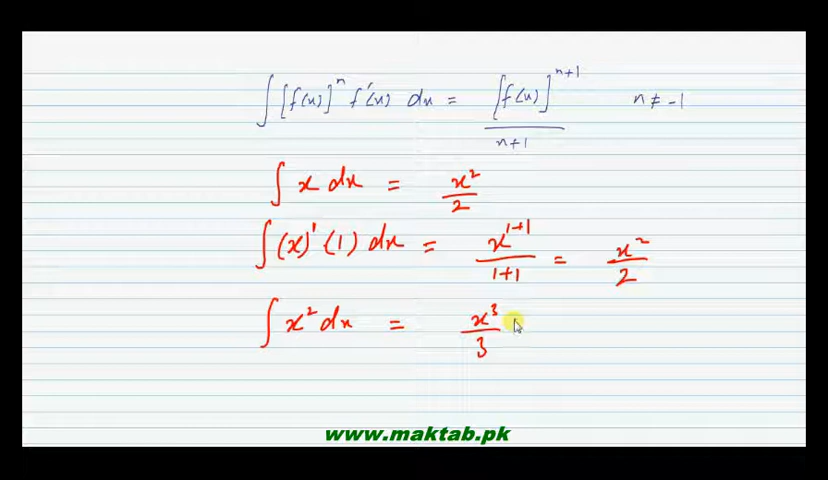 ∫[f(x)]ⁿ f'(x) dx = [f(x)]ⁿ⁺¹ / n+1 n ≠ -1
∫ x dx = x² / 2
∫(x)¹ (1) dx = x¹⁺¹ / 1+1 = x² / 2
∫ x² dx = x³ / 3
www.maktab.pk